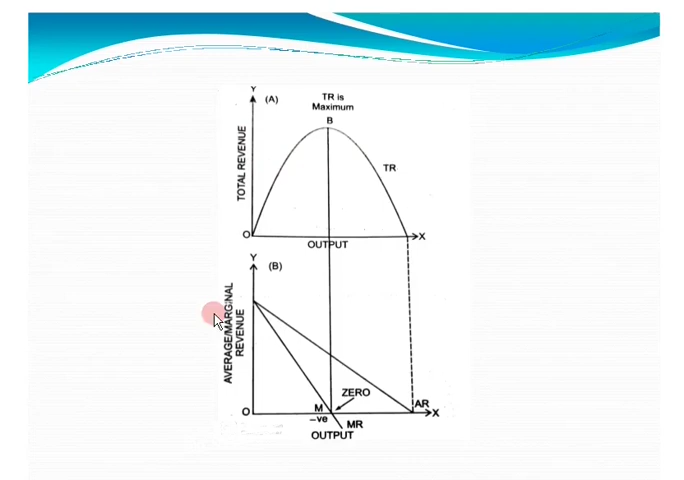 Y
(A)
TR is
Maximum
B
TOTAL REVENUE
TR
O
X
OUTPUT
Y
(B)
AVERAGE/MARGINAL
REVENUE
ZERO
O
M
AR
X
–ve
MR
OUTPUT